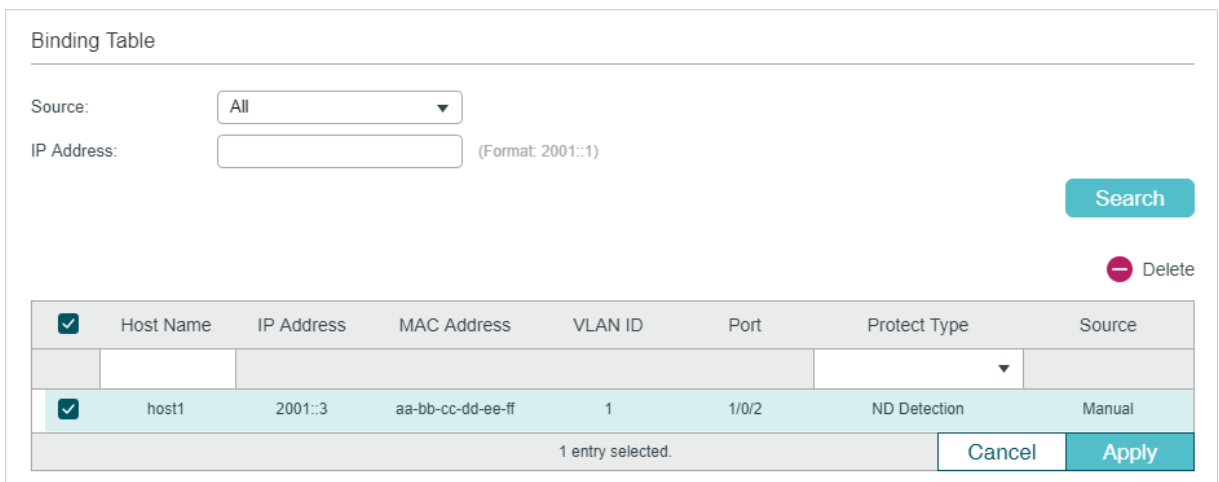 Binding Table
Source: All
IP Address: (Format: 2001::1)
Search
Delete
Host Name IP Address MAC Address VLAN ID Port Protect Type Source
host1 2001::3 aa-bb-cc-dd-ee-ff 1 1/0/2 ND Detection Manual
1 entry selected. Cancel Apply